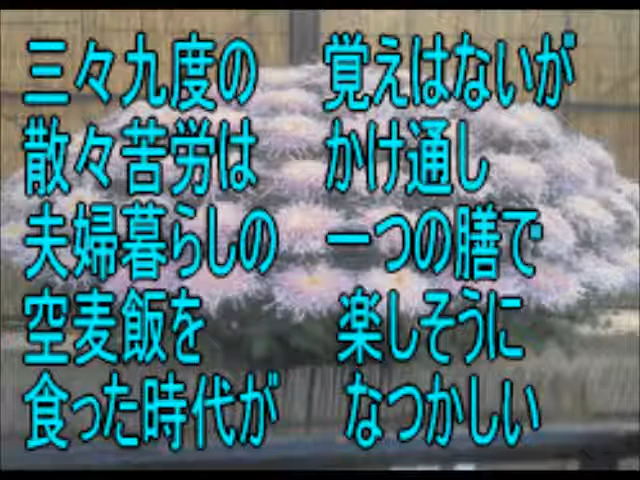 三々九度の　覚えはないが
散々苦労は　かけ通し
夫婦暮らしの　一つの膳で
空麦飯を　楽しそうに
食った時代が　なつかしい